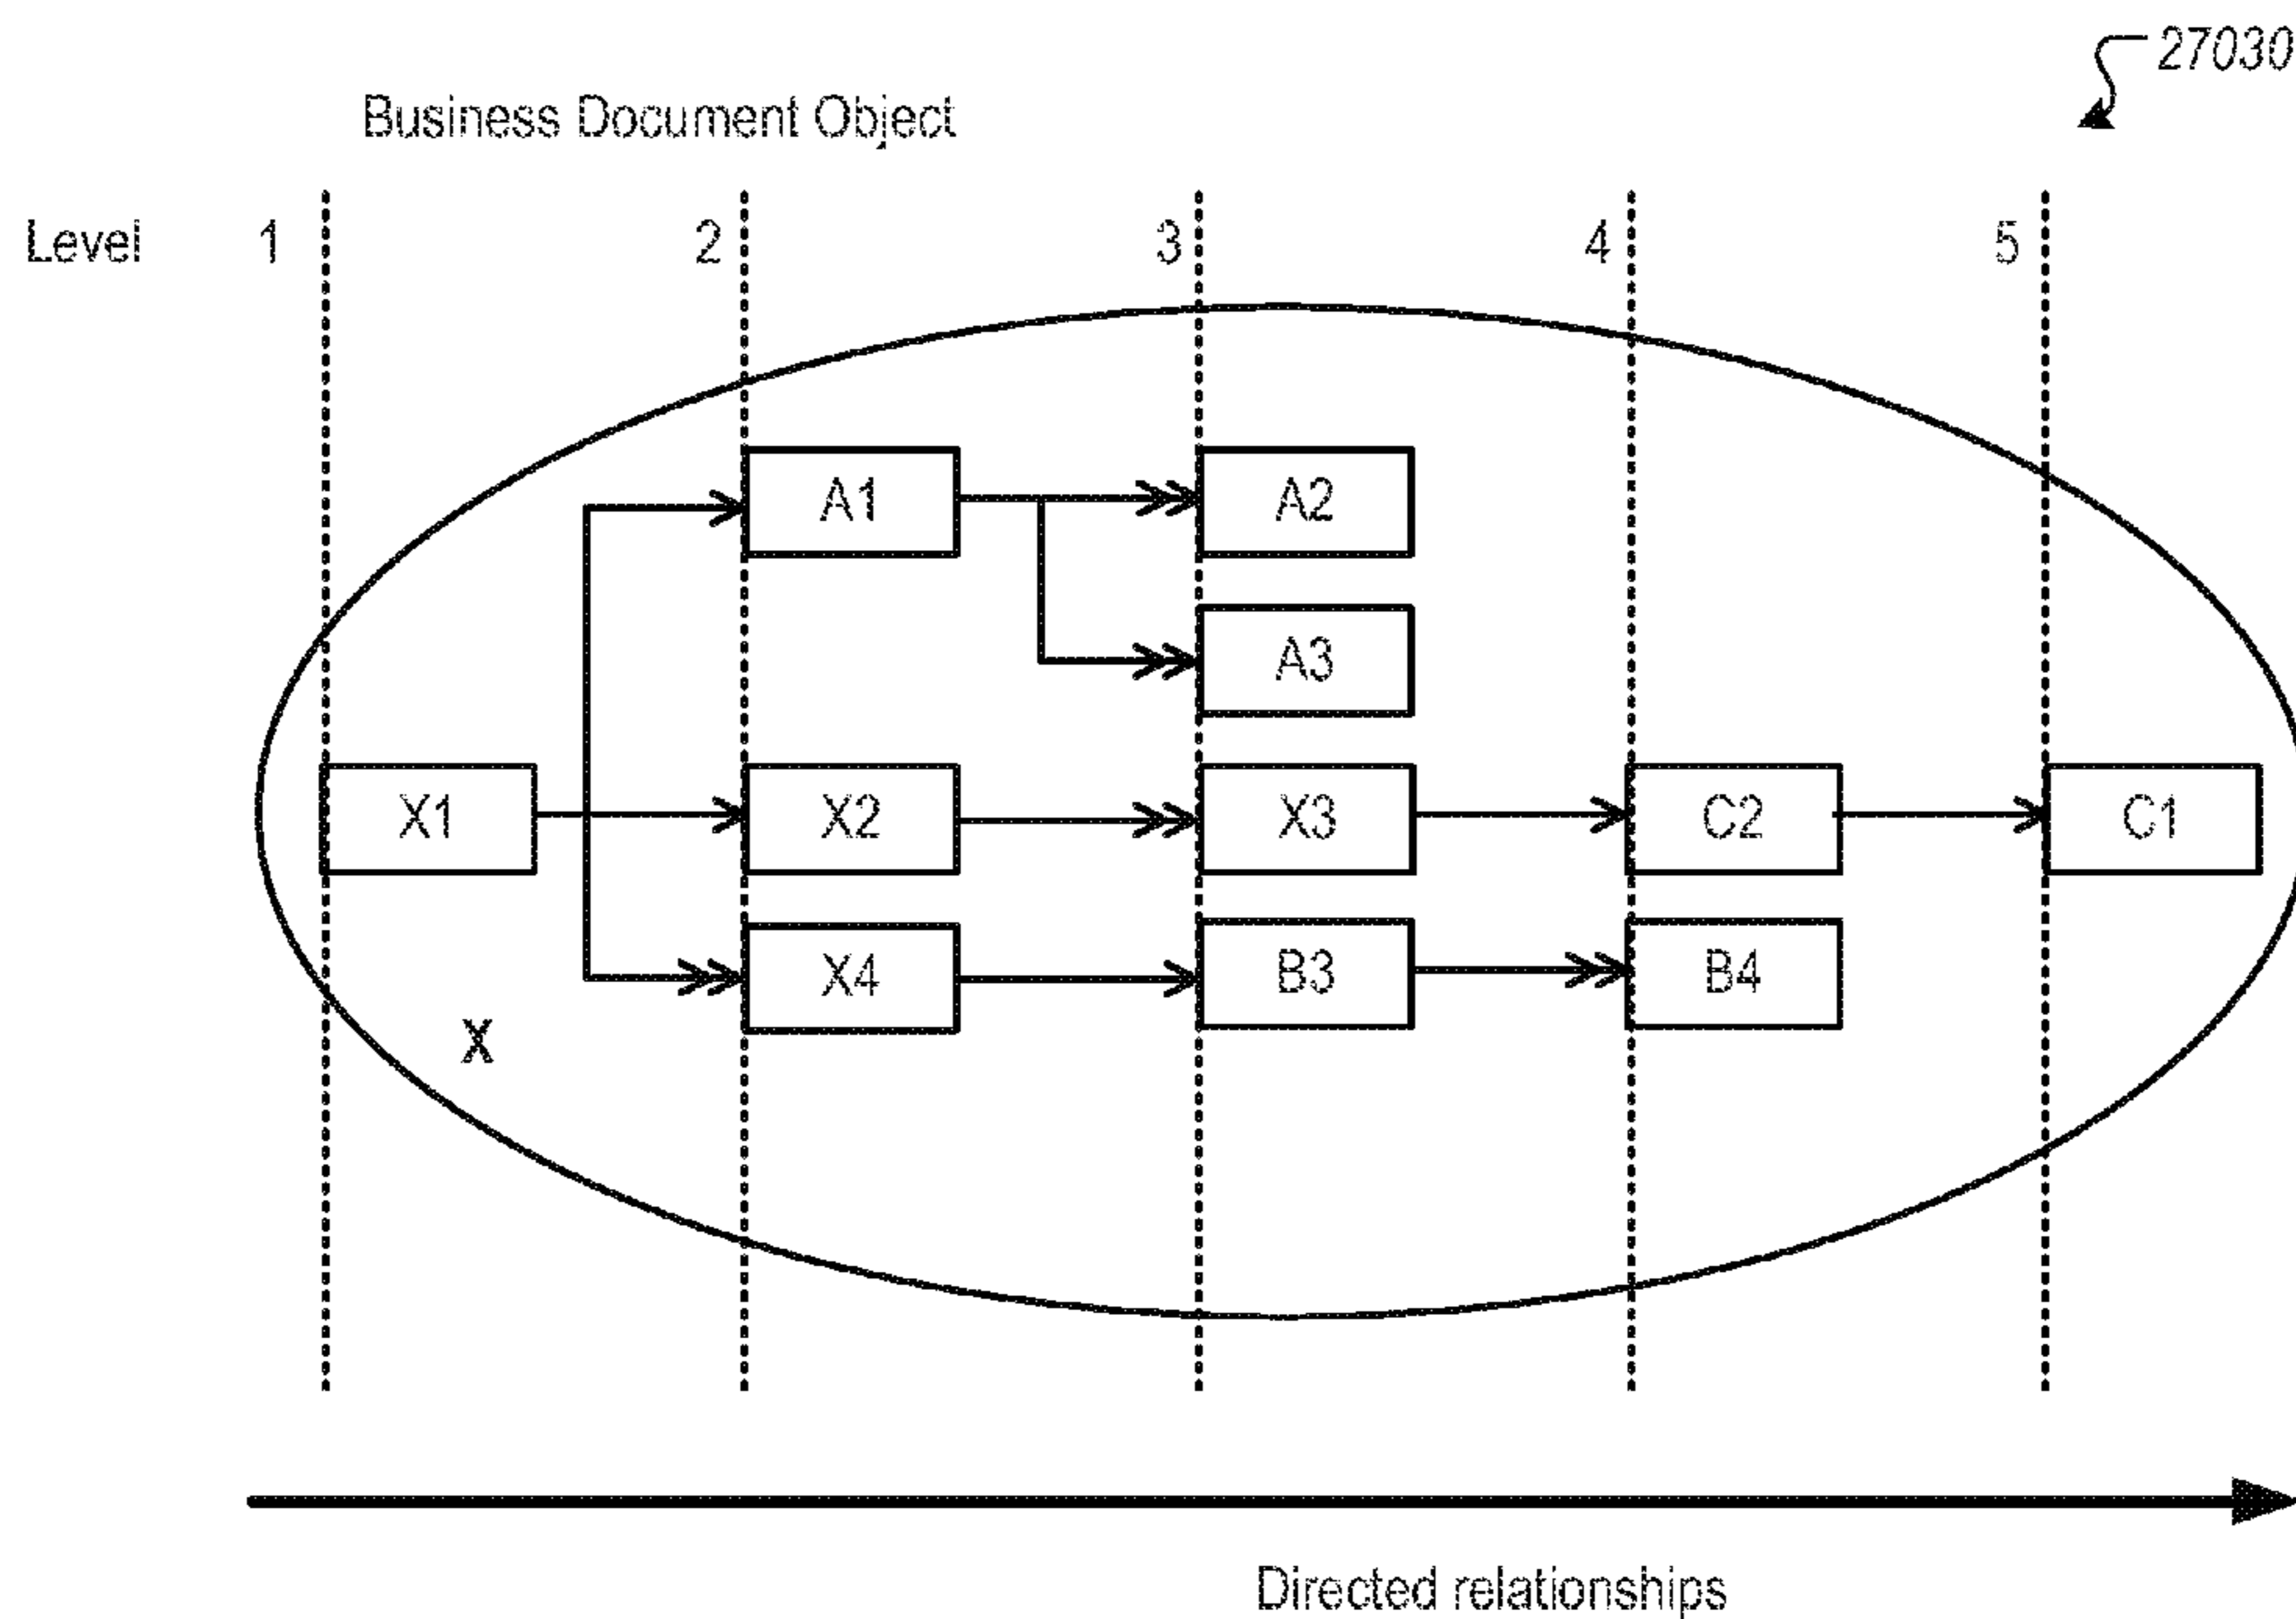 27030
Business Document Object
Level 1 2 3 4 5
A1 A2
A3
X1 X2 X3 C2 C1
X4 B3 B4
X
Directed relationships